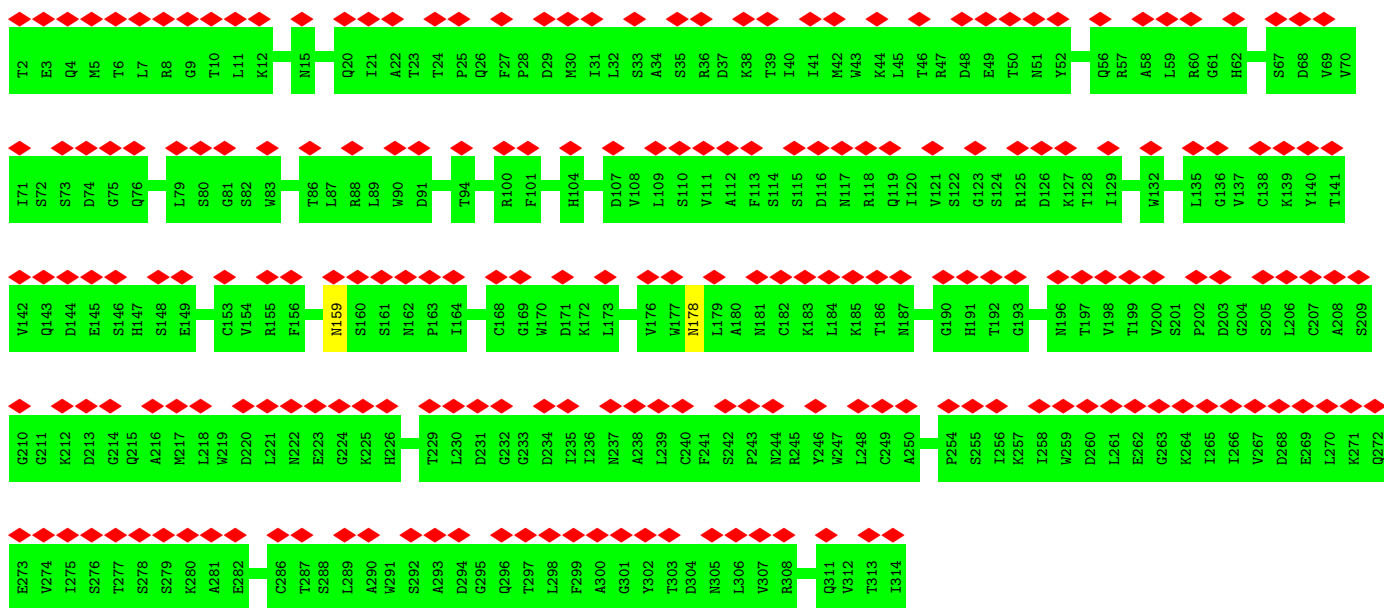 T2 E3 Q4 M5 T6 L7 R8 G9 T10 L11 K12 N15 Q20 I21 A22 T23 T24 P25 Q26 F27 P28 D29 M30 I31 L32 S33 A34 S35 R36 D37 K38 T39 I40 I41 M42 W43 K44 L45 T46 R47 D48 E49 T50 N51 Y52 Q56 R57 A58 L59 R60 G61 H62 S67 D68 V69 V70
I71 S72 S73 D74 G75 Q76 L79 S80 G81 S82 W83 T86 L87 R88 L89 W90 D91 T94 R100 F101 H104 D107 V108 L109 S110 V111 A112 F113 S114 S115 D116 N117 R118 Q119 I120 V121 S122 G123 S124 R125 D126 K127 T128 I129 W132 L135 G136 V137 C138 K139 Y140 T141
V142 Q143 D144 E145 S146 H147 S148 E149 C153 V154 R155 F156 N159 S160 S161 N162 P163 I164 C168 G169 W170 D171 K172 L173 V176 W177 N178 L179 A180 N181 C182 K183 L184 K185 T186 N187 G190 H191 T192 G193 N196 T197 V198 T199 V200 S201 P202 D203 G204 S205 L206 C207 A208 S209
G210 G211 K212 D213 G214 Q215 A216 M217 L218 W219 D220 L221 N222 E223 G224 K225 H226 T229 L230 D231 G232 G233 D234 I235 I236 N237 A238 L239 C240 F241 S242 P243 N244 R245 Y246 W247 L248 C249 A250 P254 S255 I256 K257 I258 W259 D260 L261 E262 G263 K264 I265 I266 V267 D268 E269 L270 K271 Q272
E273 V274 I275 S276 T277 S278 S279 K280 A281 E282 C286 T287 S288 L289 A290 W291 S292 A293 D294 G295 Q296 T297 L298 F299 A300 G301 Y302 T303 D304 N305 L306 V307 R308 Q311 V312 T313 I314